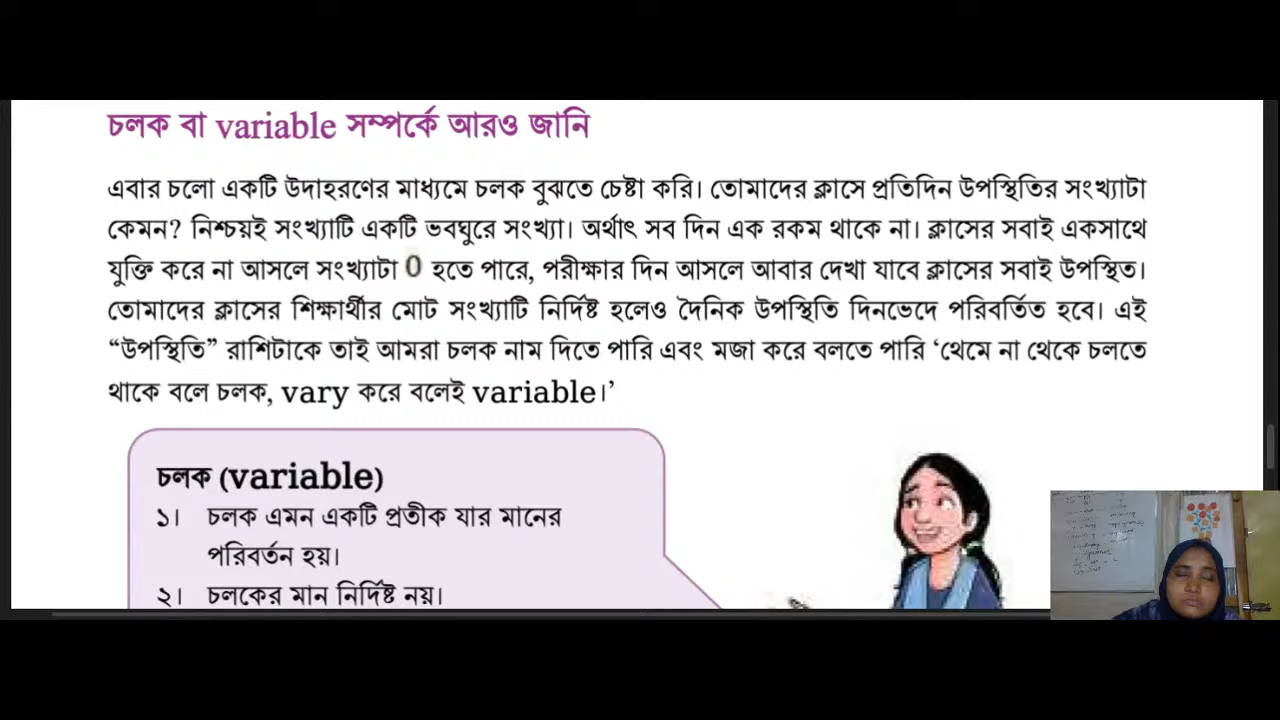 চলক বা variable সম্পর্কে আরও জানি
এবার চলো একটি উদাহরণের মাধ্যমে চলক বুঝতে চেষ্টা করি। তোমাদের ক্লাসে প্রতিদিন উপস্থিতির সংখ্যাটা
কেমন? নিশ্চয়ই সংখ্যাটি একটি ভবঘুরে সংখ্যা। অর্থাৎ সব দিন এক রকম থাকে না। ক্লাসের সবাই একসাথে
যুক্তি করে না আসলে সংখ্যাটা 0 হতে পারে, পরীক্ষার দিন আসলে আবার দেখা যাবে ক্লাসের সবাই উপস্থিত।
তোমাদের ক্লাসের শিক্ষার্থীর মোট সংখ্যাটি নির্দিষ্ট হলেও দৈনিক উপস্থিতি দিনভেদে পরিবর্তিত হবে। এই
“উপস্থিতি” রাশিটাকে তাই আমরা চলক নাম দিতে পারি এবং মজা করে বলতে পারি ‘থেমে না থেকে চলতে
থাকে বলে চলক, vary করে বলেই variable।’
চলক (variable)
১। চলক এমন একটি প্রতীক যার মানের
পরিবর্তন হয়।
২। চলকের মান নির্দিষ্ট নয়।